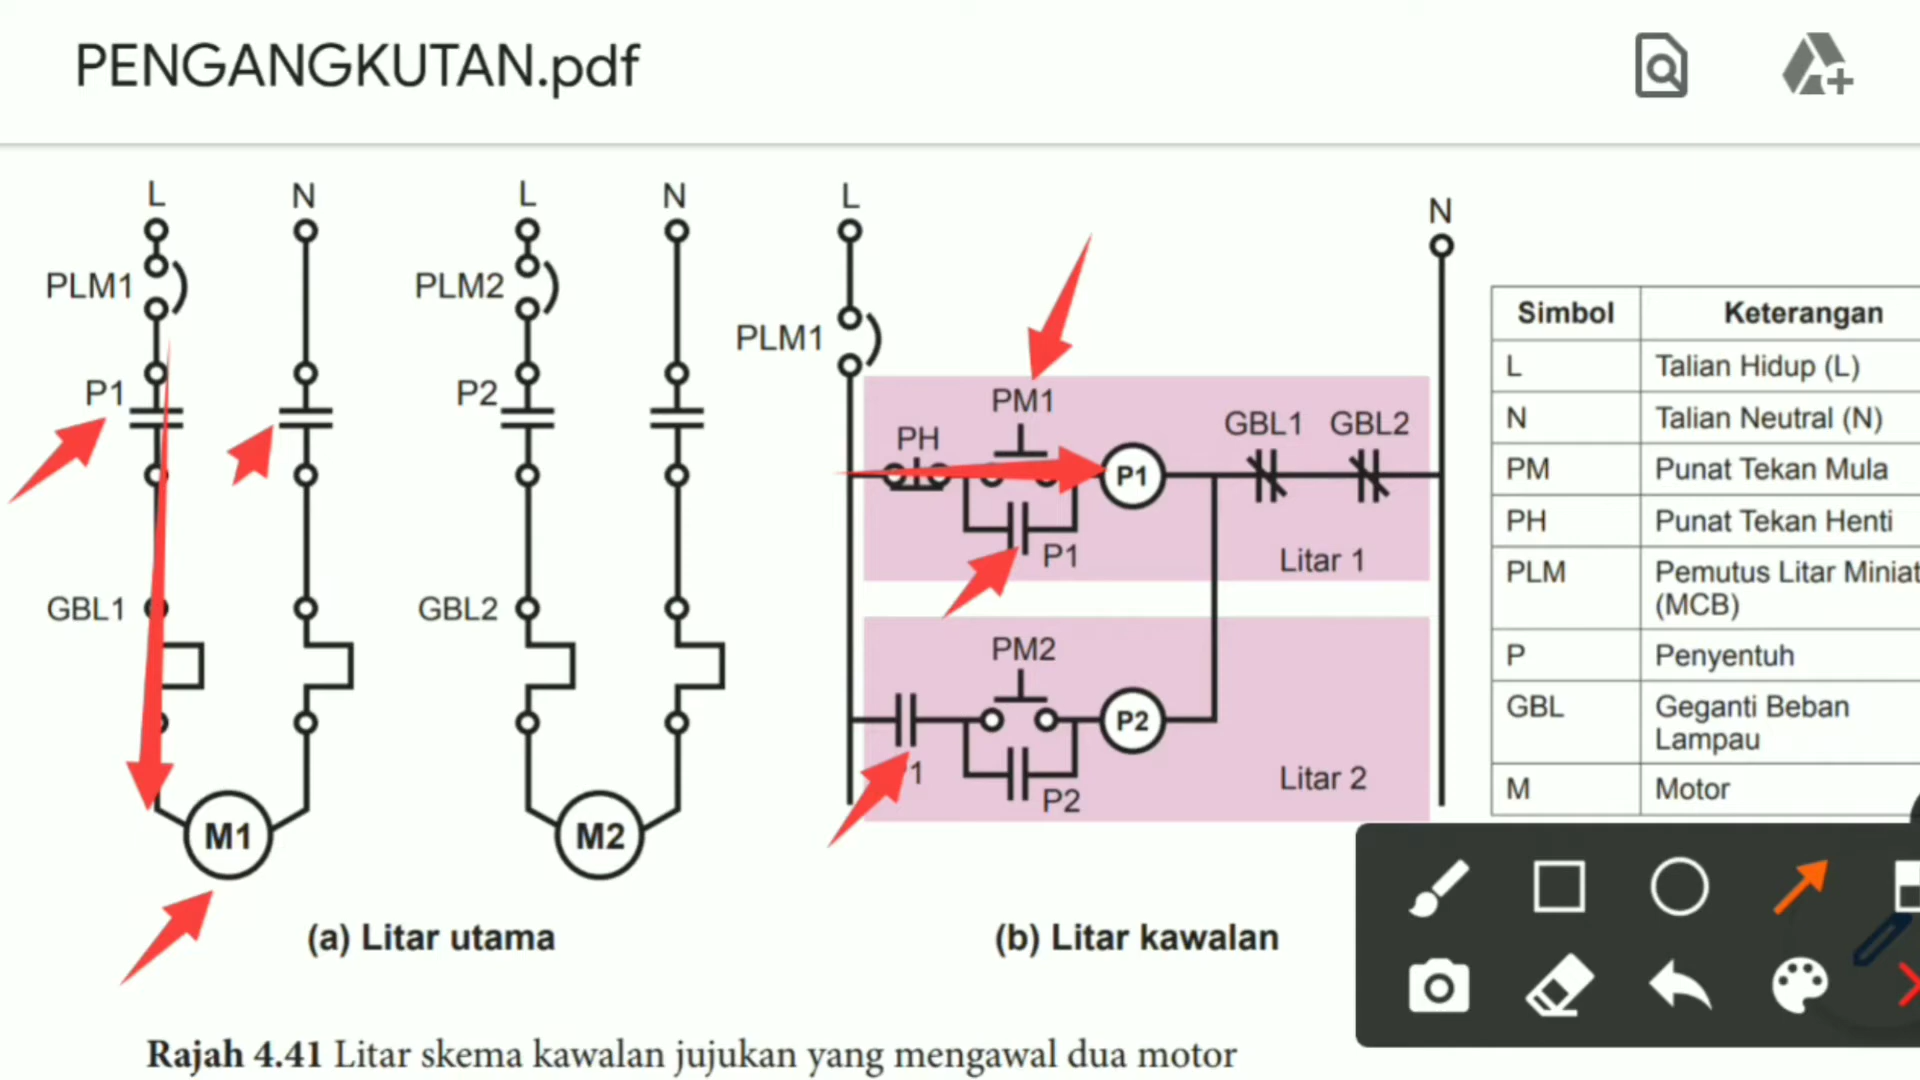 PENGANGKUTAN.pdf
L N L N L N
PLM1 PLM2 PLM1
P1 P2
GBL1 GBL2
M1 M2
(a) Litar utama
PM1
PH GBL1 GBL2
P1
P1 Litar 1
PM2
P2
1 P2 Litar 2
(b) Litar kawalan
Simbol Keterangan
L Talian Hidup (L)
N Talian Neutral (N)
PM Punat Tekan Mula
PH Punat Tekan Henti
PLM Pemutus Litar Miniat
(MCB)
P Penyentuh
GBL Geganti Beban
Lampau
M Motor
Rajah 4.41 Litar skema kawalan jujukan yang mengawal dua motor